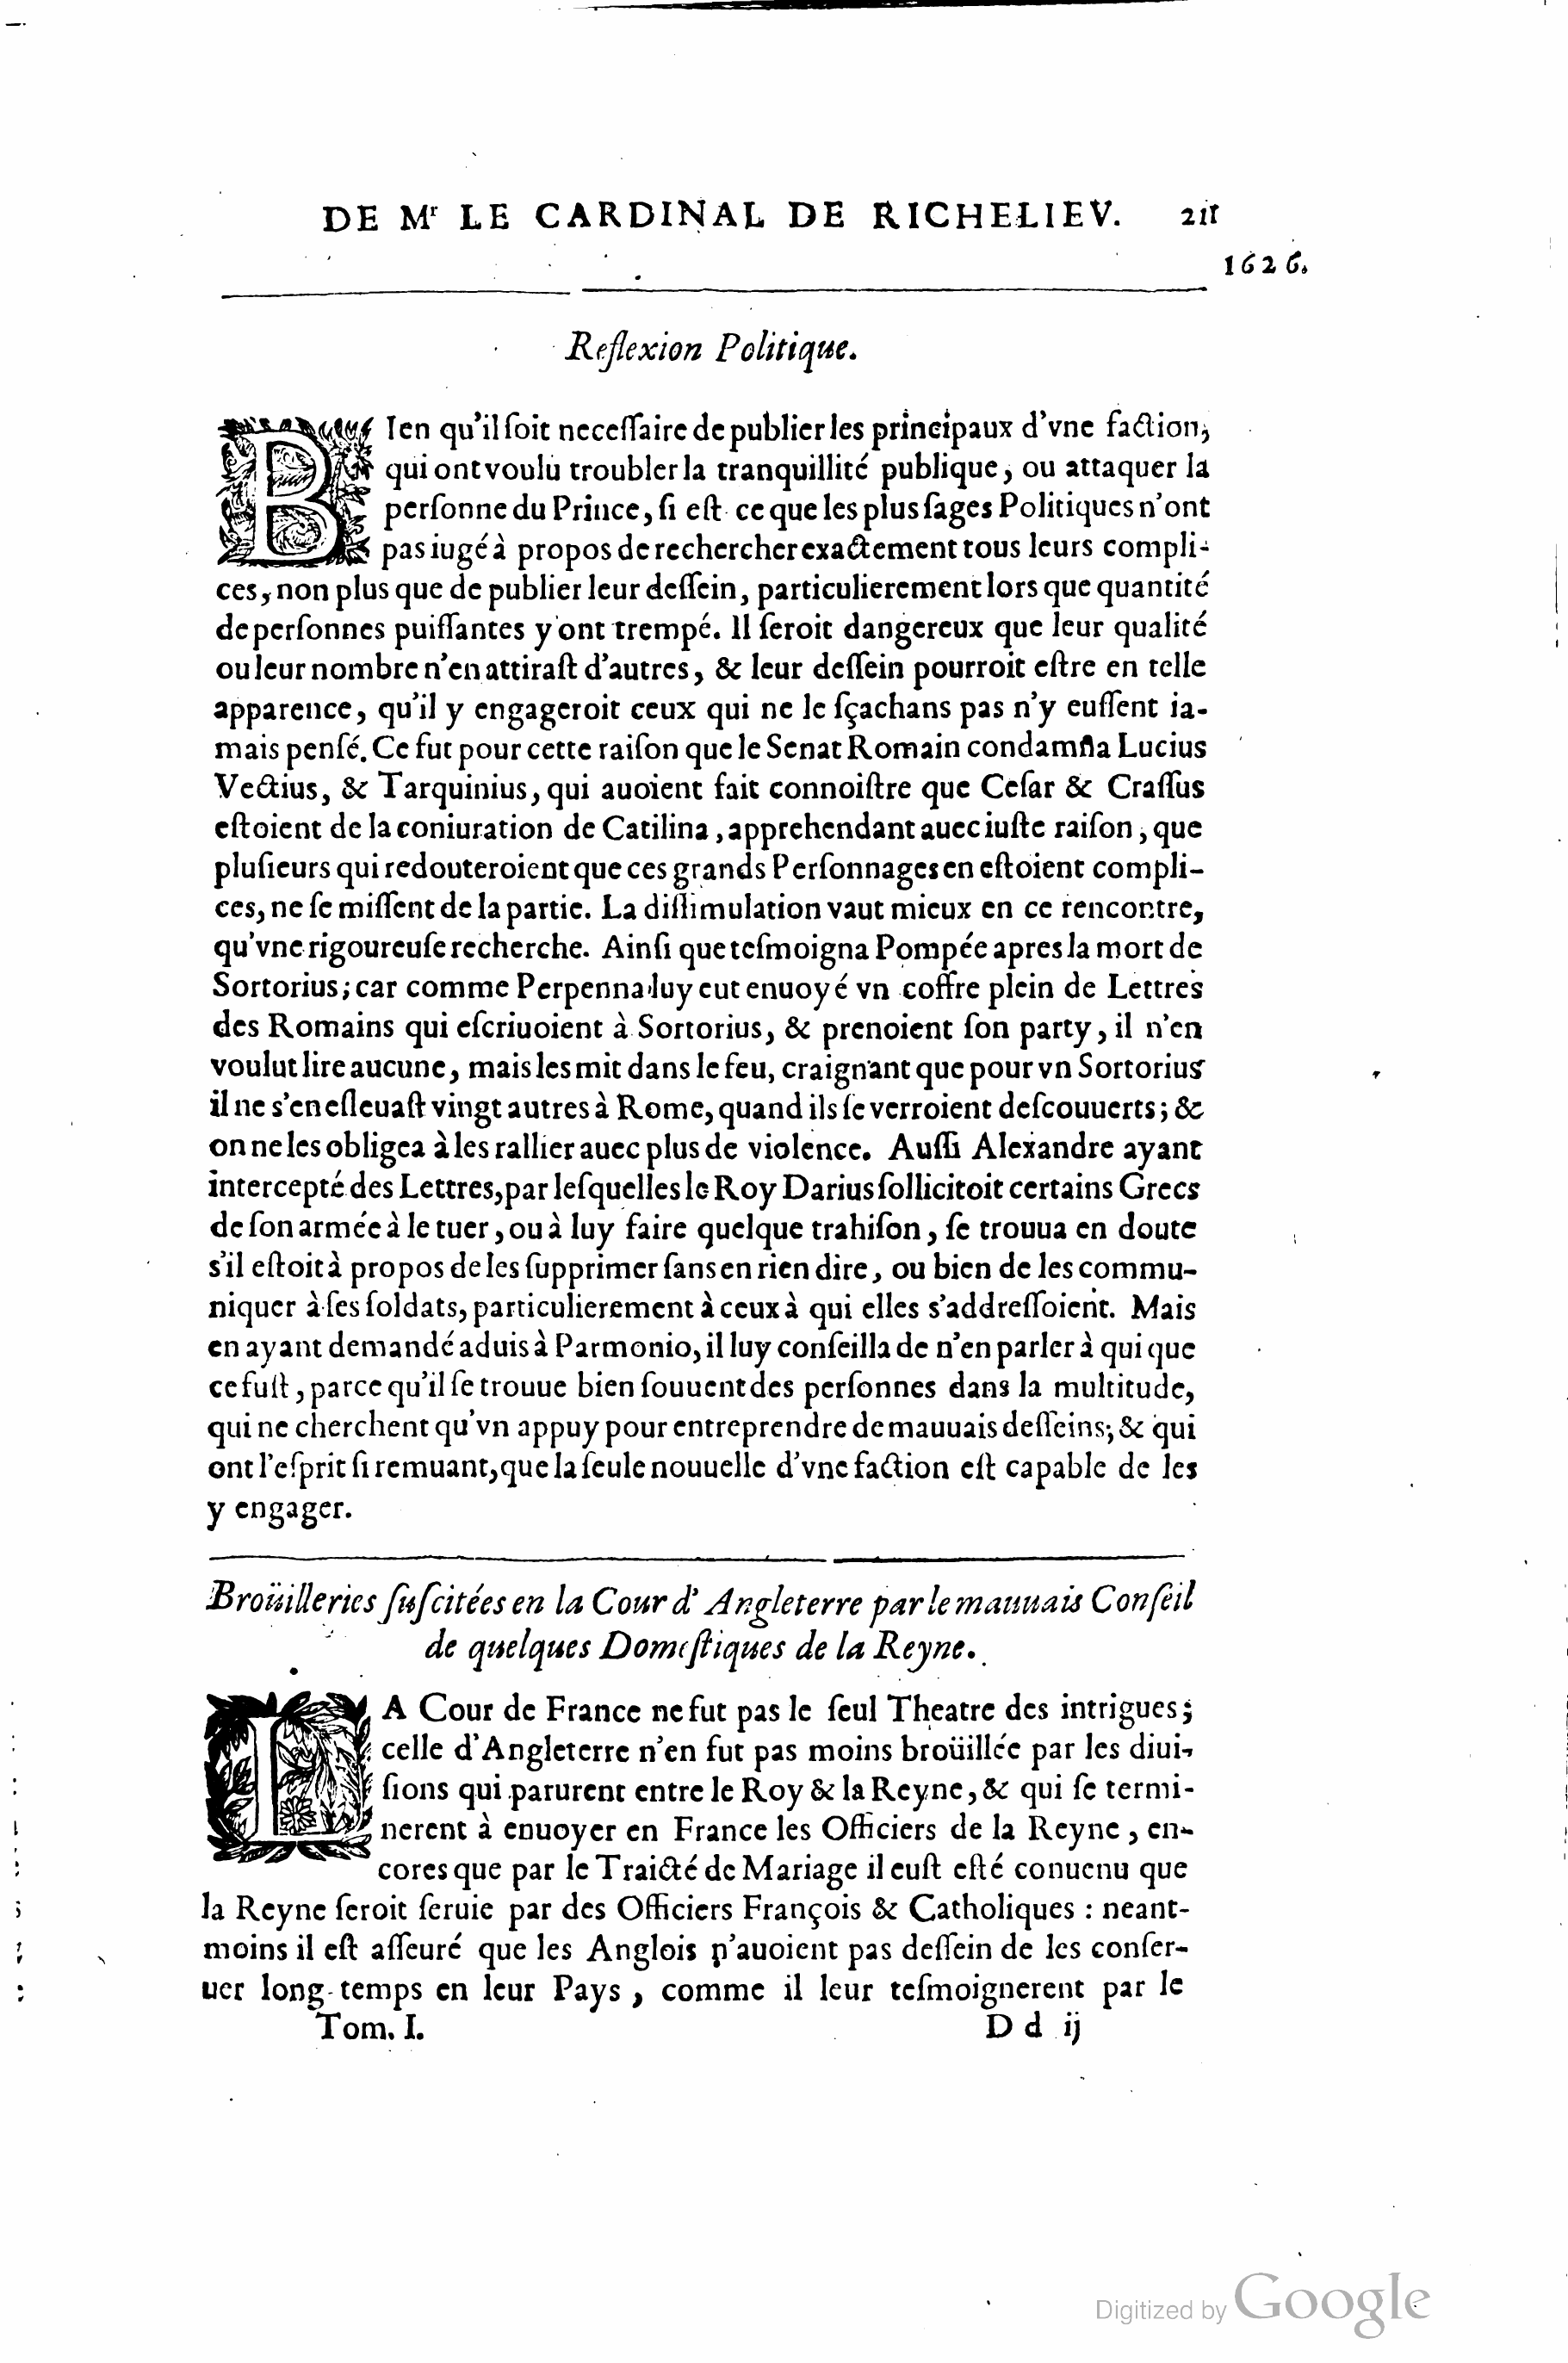 DE Mr LE CARDINAL DE RICHELIEV. 211
1626.
Reflexion Politique.
BIen qu'il ſoit neceſſaire de publier les principaux d'vne faction,
qui ont voulu troubler la tranquillité publique, ou attaquer la
perſonne du Prince, ſi eſt ce que les plus ſages Politiques n'ont
pas iugé à propos de rechercher exactement tous leurs compli-
ces, non plus que de publier leur deſſein, particulierement lors que quantité
de perſonnes puiſſantes y ont trempé. Il ſeroit dangereux que leur qualité
ou leur nombre n'en attiraſt d'autres, & leur deſſein pourroit eſtre en telle
apparence, qu'il y engageroit ceux qui ne le ſçachans pas n'y euſſent ia-
mais penſé. Ce fut pour cette raiſon que le Senat Romain condamna Lucius
Vectius, & Tarquinius, qui auoient fait connoiſtre que Ceſar & Craſſus
eſtoient de la coniuration de Catilina, apprehendant auec iuſte raiſon, que
pluſieurs qui redouteroient que ces grands Perſonnages en eſtoient compli-
ces, ne ſe miſſent de la partie. La diſſimulation vaut mieux en ce rencontre,
qu'vne rigoureuſe recherche. Ainſi que teſmoigna Pompée apres la mort de
Sortorius; car comme Perpenna luy eut enuoyé vn coffre plein de Lettres
des Romains qui eſcriuoient à Sortorius, & prenoient ſon party, il n'en
voulut lire aucune, mais les mit dans le feu, craignant que pour vn Sortorius
il ne s'en eſleuaſt vingt autres à Rome, quand ils ſe verroient deſcouuerts; &
on ne les obligea à les rallier auec plus de violence. Auſſi Alexandre ayant
intercepté des Lettres, par leſquelles le Roy Darius ſollicitoit certains Grecs
de ſon armée à le tuer, ou à luy faire quelque trahiſon, ſe trouua en doute
s'il eſtoit à propos de les ſupprimer ſans en rien dire, ou bien de les commu-
niquer à ſes ſoldats, particulierement à ceux à qui elles s'addreſſoient. Mais
en ayant demandé aduis à Parmonio, il luy conſeilla de n'en parler à qui que
ce fuſt, parce qu'il ſe trouue bien ſouuent des perſonnes dans la multitude,
qui ne cherchent qu'vn appuy pour entreprendre de mauuais deſſeins; & qui
ont l'eſprit ſi remuant, que la ſeule nouuelle d'vne faction eſt capable de les
y engager.
Broüilleries ſuſcitées en la Cour d'Angleterre par le mauuais Conſeil
de quelques Domeſtiques de la Reyne.
LA Cour de France ne fut pas le ſeul Theatre des intrigues;
celle d'Angleterre n'en fut pas moins broüillée par les diui-
ſions qui parurent entre le Roy & la Reyne, & qui ſe termi-
nerent à enuoyer en France les Officiers de la Reyne, en-
cores que par le Traicté de Mariage il euſt eſté conuenu que
la Reyne ſeroit ſeruie par des Officiers François & Catholiques : neant-
moins il eſt aſſeuré que les Anglois n'auoient pas deſſein de les conſer-
uer long-temps en leur Pays, comme il leur teſmoignerent par le
Tom. I. D d ij
Digitized by Google